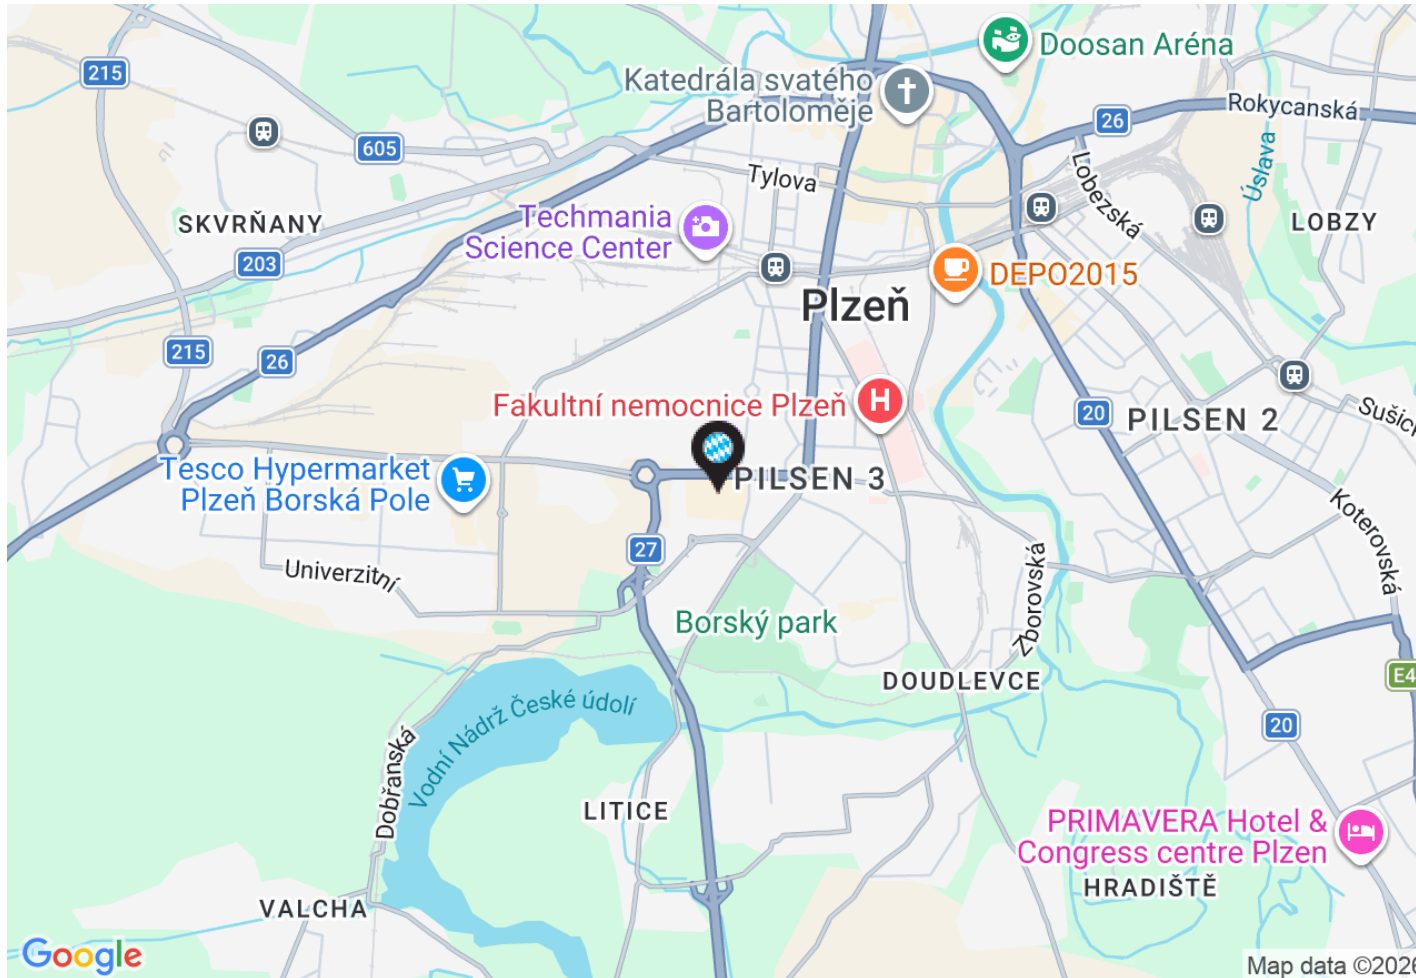 Doosan Aréna
215
Katedrála svatého
Bartoloměje
Rokycanská
26
605
Úslava
Tylova
Lobezská
Techmania
Science Center
SKVRŇANY
LOBZY
203
DEPO2015
Plzeň
215
26
Fakultní nemocnice Plzeň
H
20
PILSEN 2
Tesco Hypermarket
Plzeň Borská Pole
PILSEN 3
Koterovská
27
Univerzitní
Zborovská
Borský park
DOUDLEVCE
Vodní Nádrž České údolí
20
Dobřanská
LITICE
PRIMAVERA Hotel &
Congress centre Plzen
HRADIŠTĚ
VALCHA
Google
Map data ©2026